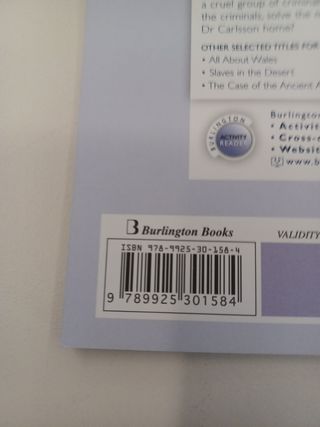 a cruel group of criminal
the criminals, solve the
Dr Carlsson home?
OTHER SELECTED TITLES FOR
• All About Wales
• Slaves in the Desert
• The Case of the Ancient A
BURLINGTON
ACTIVITY
READER
Burlington
• Activit
• Cross-c
• Website
www.b
B Burlington Books
VALIDITY
ISBN 978-9925-30-158-4
9 789925 301584